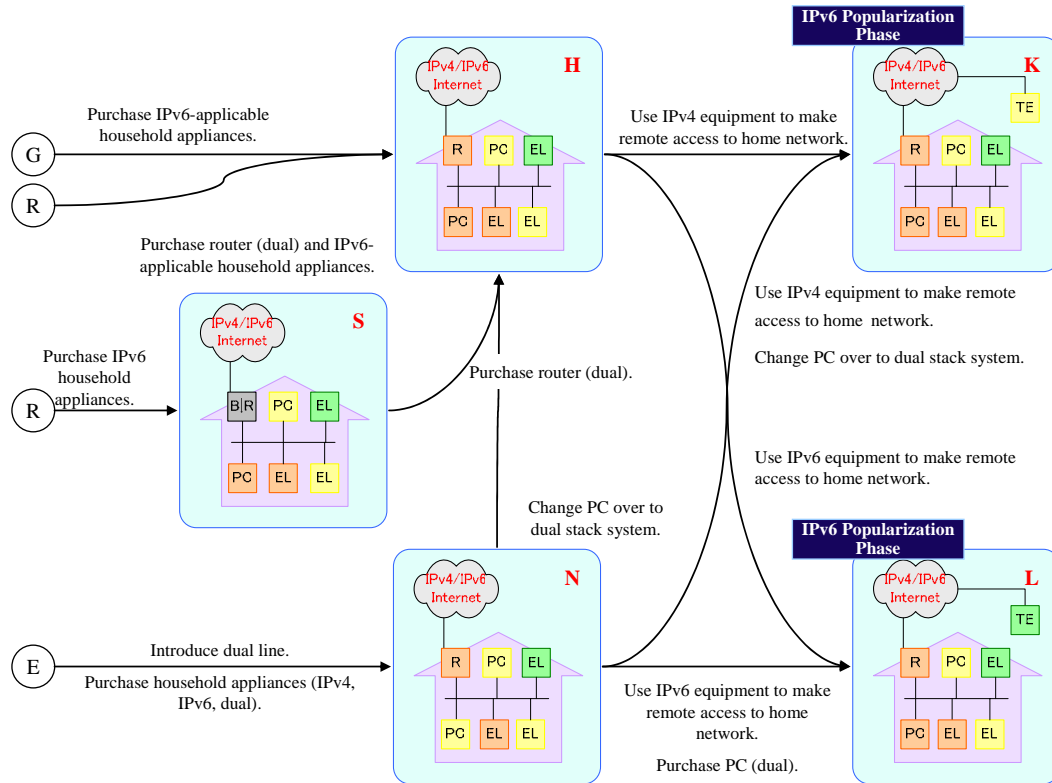 IPv6 Popularization
Phase
IPv4/IPv6
Internet
H
R
PC
EL
PC
EL
EL
IPv4/IPv6
Internet
K
TE
R
PC
EL
PC
EL
EL
Purchase IPv6-applicable
household appliances.
G
R
Use IPv4 equipment to make
remote access to home network.
Purchase router (dual) and IPv6-
applicable household appliances.
IPv4/IPv6
Internet
S
B|R
PC
EL
PC
EL
EL
Purchase IPv6
household
appliances.
R
Purchase router (dual).
Use IPv4 equipment to make remote
access to home network.
Change PC over to dual stack system.
Use IPv6 equipment to make remote
access to home network.
Change PC over to
dual stack system.
IPv6 Popularization
Phase
IPv4/IPv6
Internet
N
R
PC
EL
PC
EL
EL
IPv4/IPv6
Internet
L
TE
R
PC
EL
PC
EL
EL
E
Introduce dual line.
Purchase household appliances (IPv4,
IPv6, dual).
Use IPv6 equipment to make
remote access to home
network.
Purchase PC (dual).